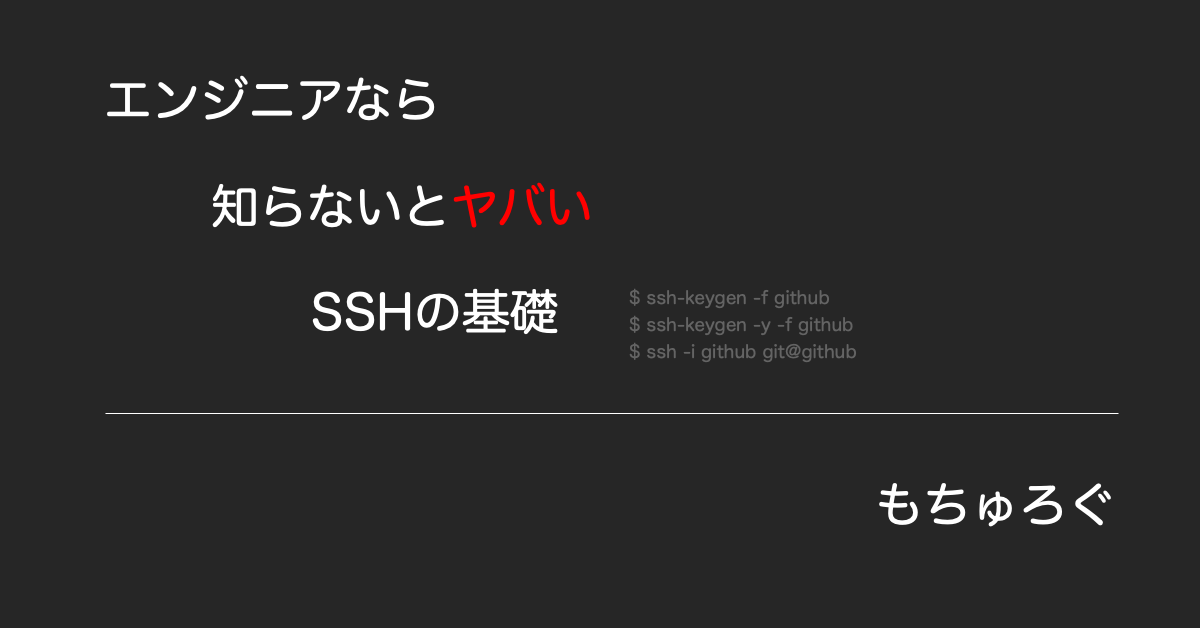 エンジニアなら
知らないとヤバい
SSHの基礎
$ ssh-keygen -f github
$ ssh-keygen -y -f github
$ ssh -i github git@github
もちゅろぐ